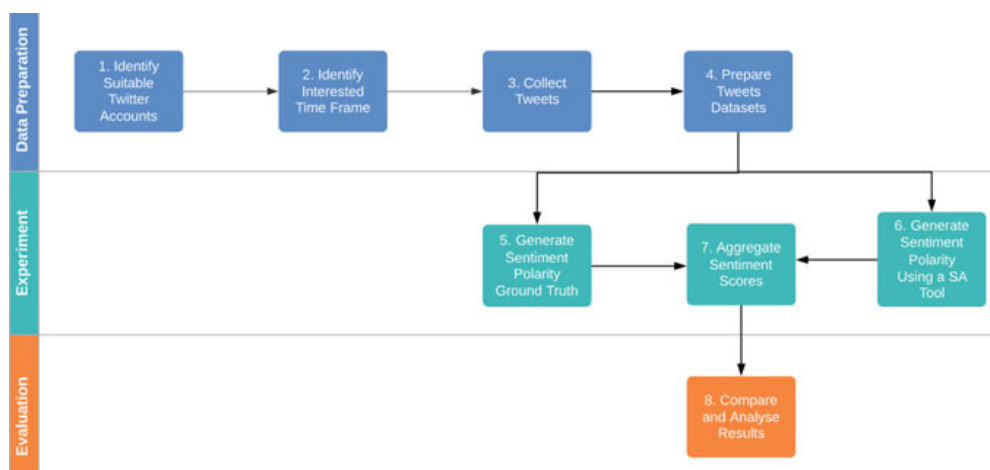 Data Preparation
1. Identify
Suitable
Twitter
Accounts
2. Identify
Interested
Time Frame
3. Collect
Tweets
4. Prepare
Tweets
Datasets
Experiment
5. Generate
Sentiment
Polarity
Ground Truth
7. Aggregate
Sentiment
Scores
6. Generate
Sentiment
Polarity
Using a SA
Tool
Evaluation
8. Compare
and Analyse
Results